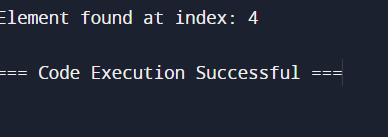 Element found at index: 4
=== Code Execution Successful ===